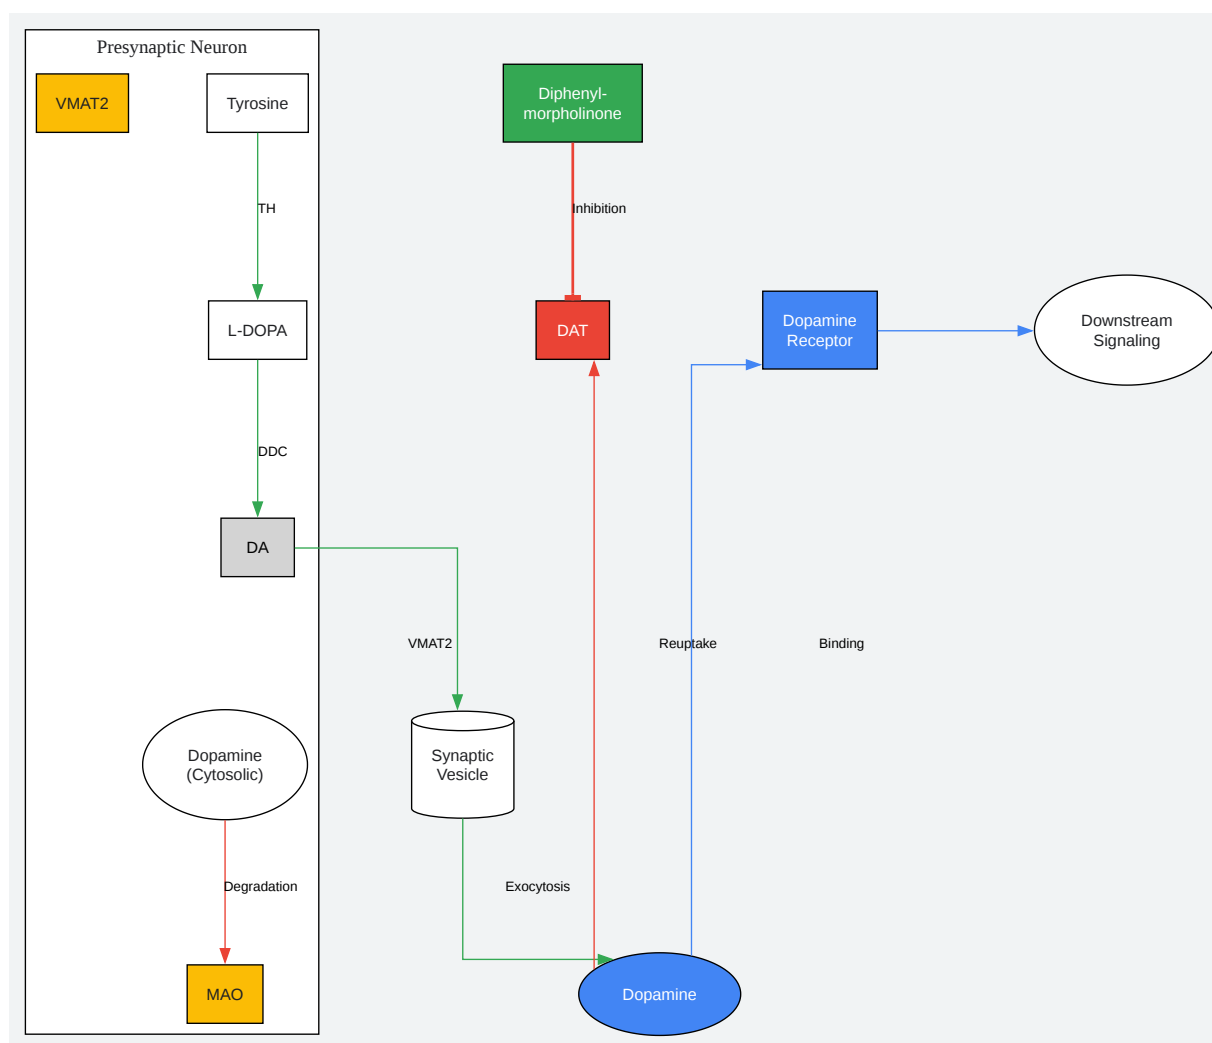 Presynaptic Neuron
VMAT2
Tyrosine
Diphenyl-
morpholinone
TH
Inhibition
L-DOPA
DAT
Dopamine
Receptor
Downstream
Signaling
DDC
DA
VMAT2
Reuptake
Binding
Dopamine
(Cytosolic)
Synaptic
Vesicle
Degradation
Exocytosis
MAO
Dopamine